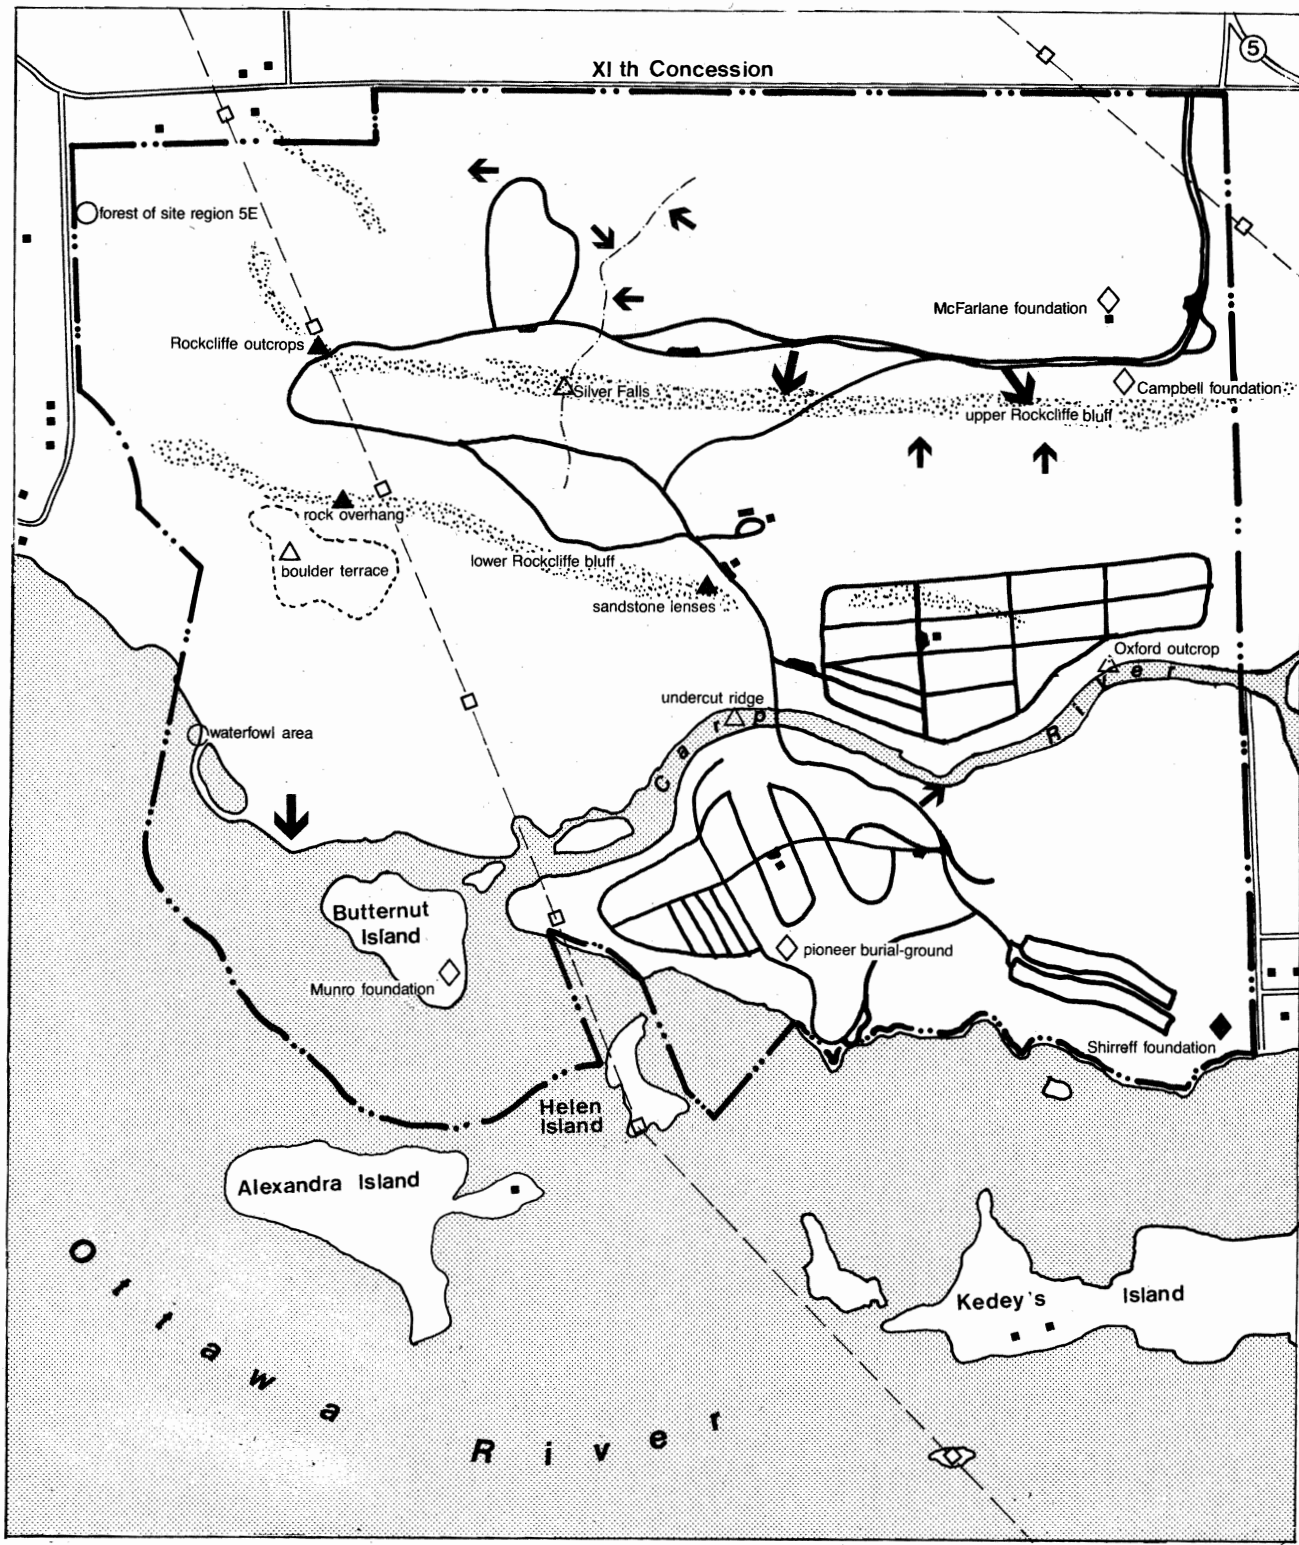 XI th Concession
5
forest of site region 5E
McFarlane foundation
Rockcliffe outcrops
Silver Falls
Campbell foundation
upper Rockcliffe bluff
rock overhang
lower Rockcliffe bluff
boulder terrace
sandstone lenses
Oxford outcrop
undercut ridge
Carp River
waterfowl area
Butternut
Island
pioneer burial-ground
Munro foundation
Shirreff foundation
Helen
Island
Alexandra Island
Kedey's Island
Ottawa River